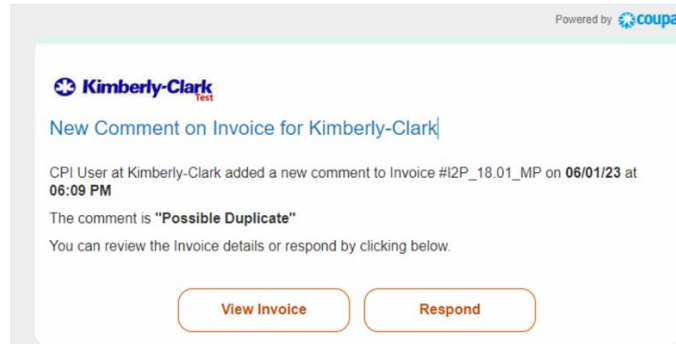 Powered by coupa
Kimberly-Clark
Test
New Comment on Invoice for Kimberly-Clark
CPI User at Kimberly-Clark added a new comment to Invoice #I2P_18.01_MP on 06/01/23 at
06:09 PM
The comment is "Possible Duplicate"
You can review the Invoice details or respond by clicking below.
View Invoice Respond